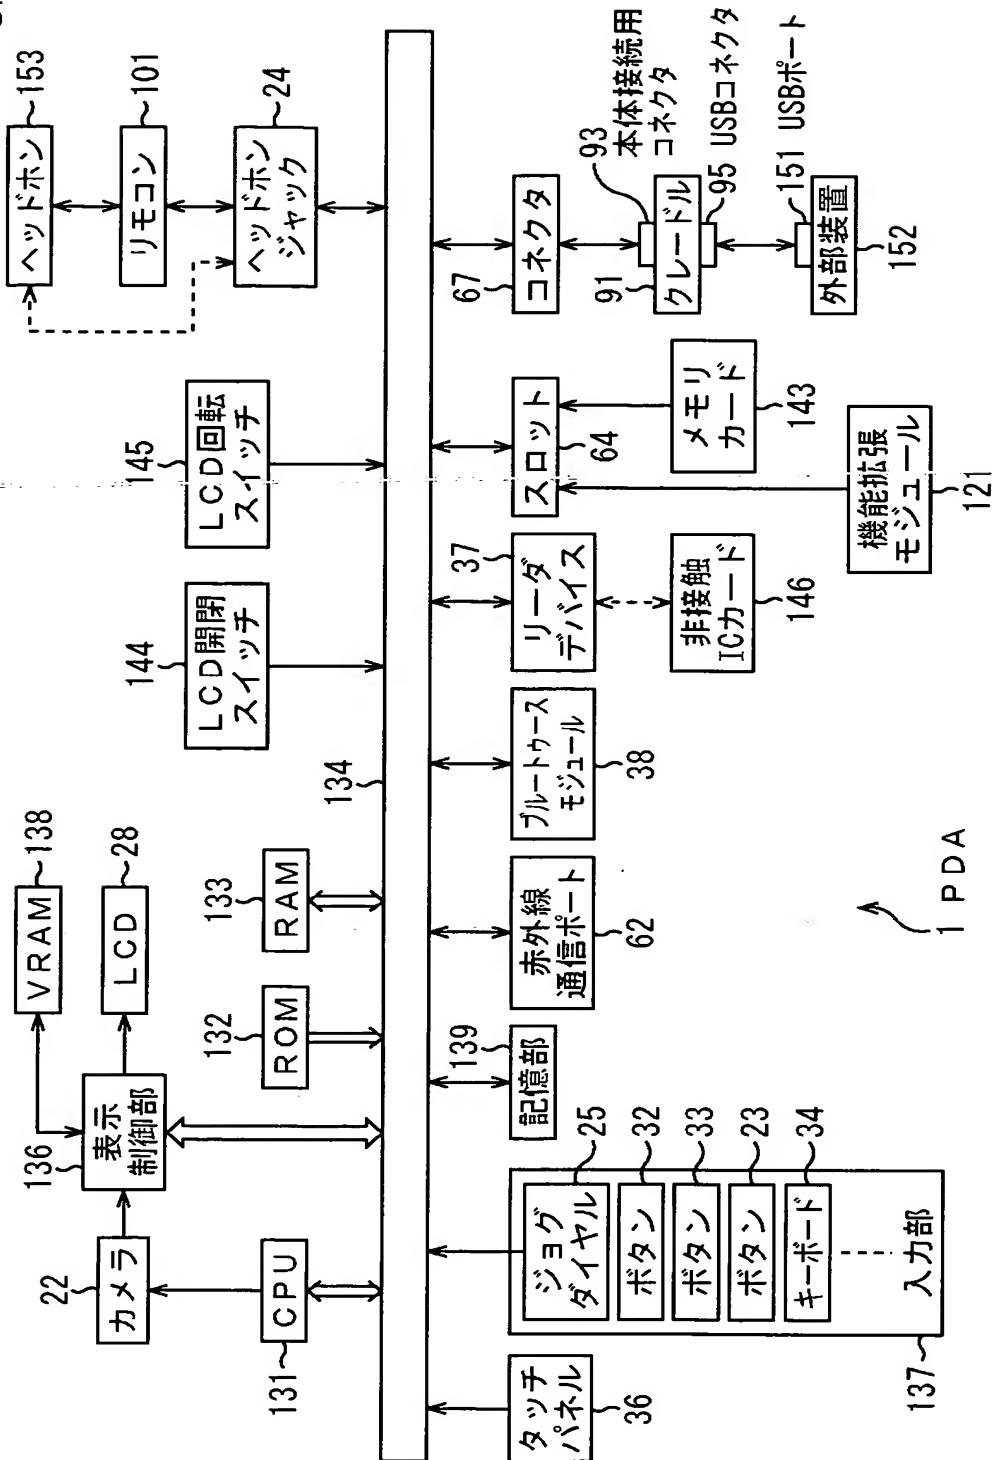 22
カメラ
136
表示
制御部
VRAM
138
LCD
28
131
CPU
132
ROM
133
RAM
134
144
LCD開閉
スイッチ
145
LCD回転
スイッチ
ヘッドホン
153
リモコン
101
ヘッドホン
ジャック
24
タッチ
パネル
36
ジョグ
ダイヤル
25
ボタン
32
ボタン
33
ボタン
23
キーボード
34
入力部
137
139
記憶部
赤外線
通信ポート
62
ブルートゥース
モジュール
38
37
リーダ
デバイス
非接触
ICカード
146
スロット
64
メモリ
カード
143
機能拡張
モジュール
121
67
コネクタ
93
本体接続用
コネクタ
91
クレードル
95 USBコネクタ
151 USBポート
外部装置
152
1 PDA